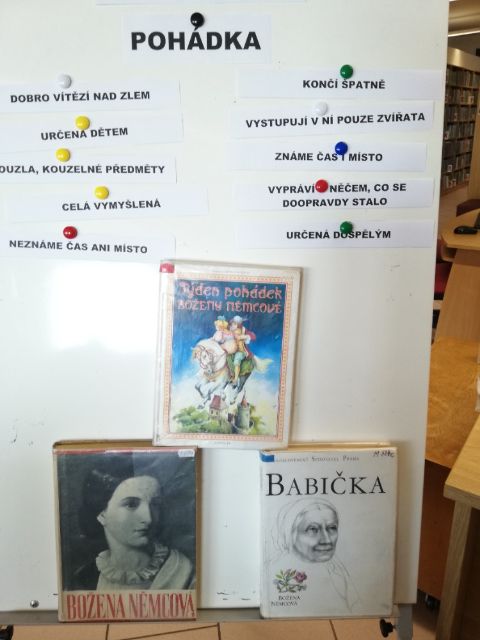 POHÁDKA
DOBRO VÍTĚZÍ NAD ZLEM
URČENA DĚTEM
OUZLA, KOUZELNÉ PŘEDMĚTY
CELÁ VYMYŠLENÁ
NEZNÁME ČAS ANI MÍSTO
KONČÍ ŠPATNĚ
VYSTUPUJÍ V NÍ POUZE ZVÍŘATA
ZNÁME ČAS I MÍSTO
VYPRÁVÍ O NĚČEM, CO SE
DOOPRAVDY STALO
URČENÁ DOSPĚLÝM
Týden pohádek
BOŽENY NĚMCOVÉ
BOŽENA NĚMCOVÁ
BABIČKA
BOŽENA
NĚMCOVÁ